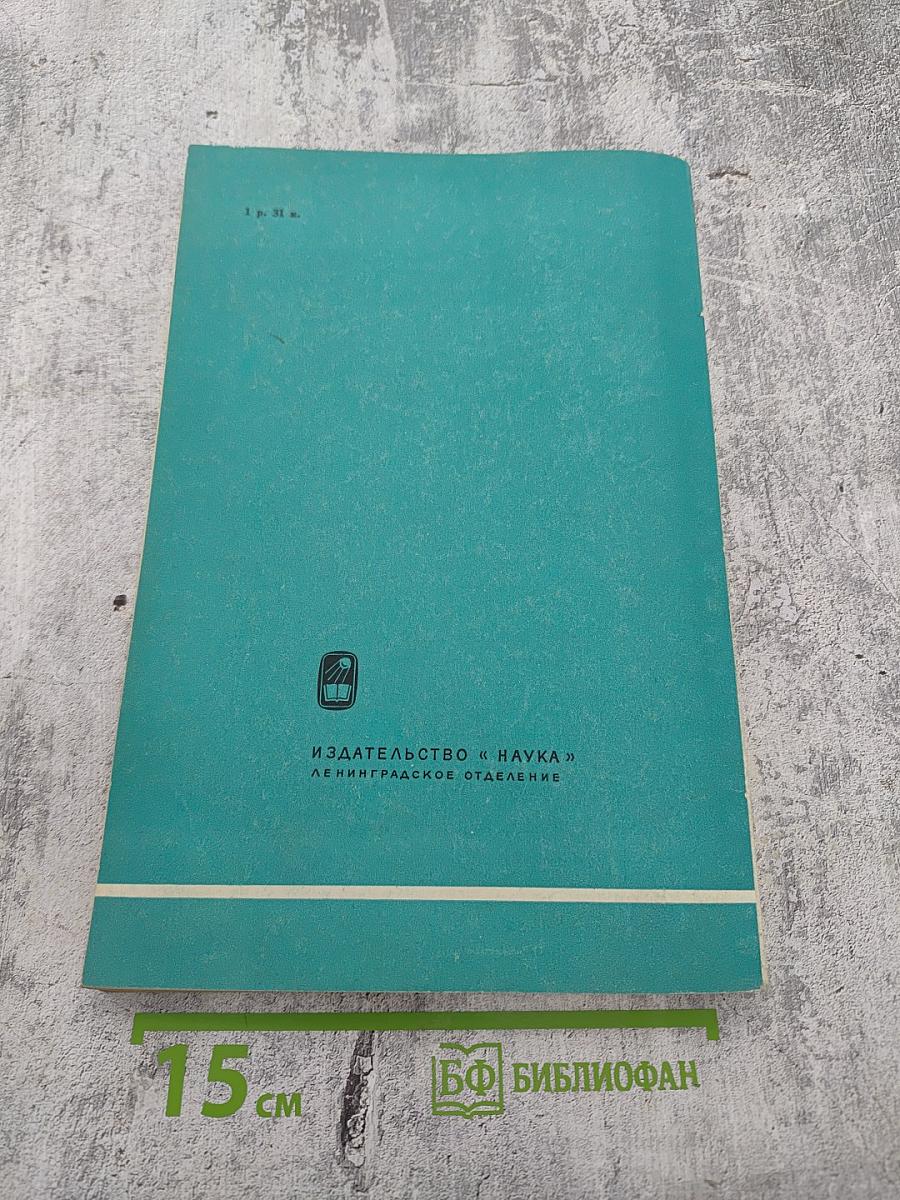 1 р. 31 к.
ИЗДАТЕЛЬСТВО « НАУКА»
ЛЕНИНГРАДСКОЕ ОТДЕЛЕНИЕ
15 см
БФ БИБЛИОФАН